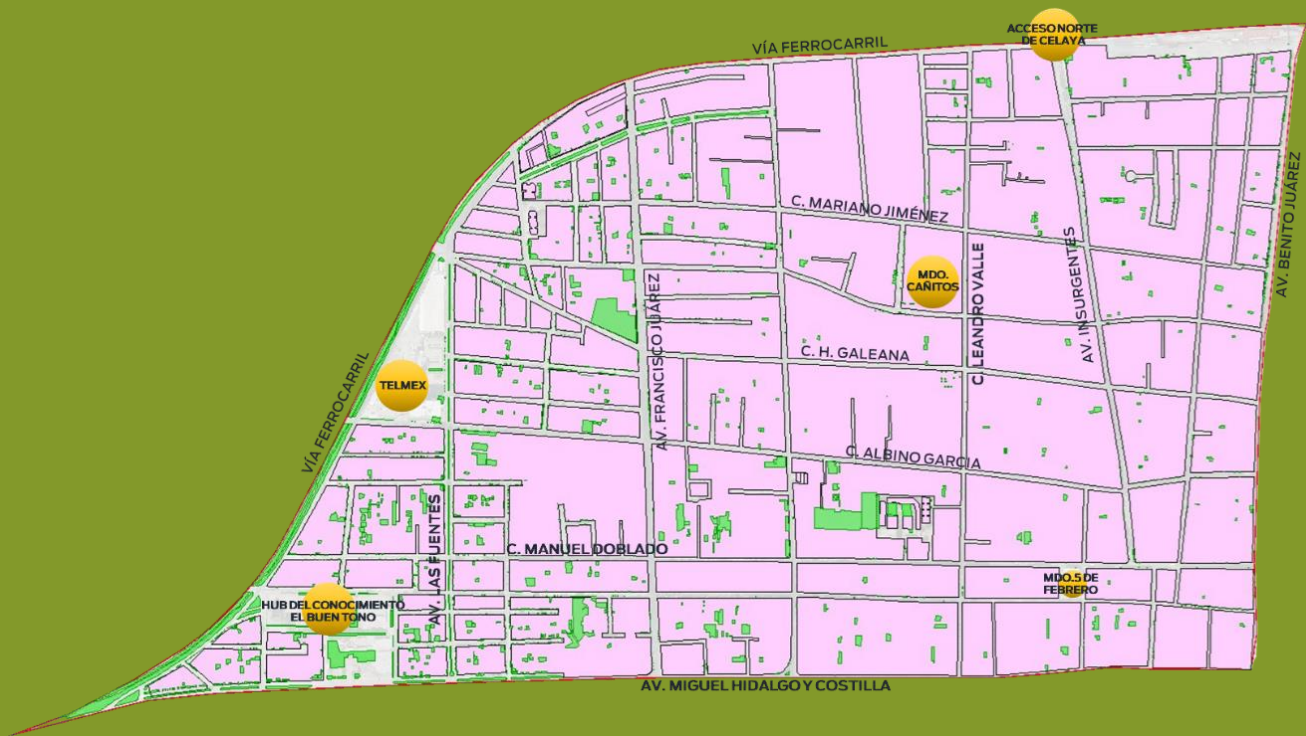 ACCESO NORTE
DE CELAYA
VÍA FERROCARRIL
AV. BENITO JUÁREZ
C. MARIANO JIMÉNEZ
MDO.
CAÑITOS
C. LEANDRO VALLE
AV. INSURGENTES
AV. FRANCISCO JUÁREZ
C. H. GALEANA
TELMEX
VÍA FERROCARRIL
C. ALBINO GARCIA
AV. LAS FUENTES
C. MANUEL DOBLADO
MDO. 5 DE
FEBRERO
HUB DEL CONOCIMIENTO
EL BUEN TONO
AV. MIGUEL HIDALGO Y COSTILLA